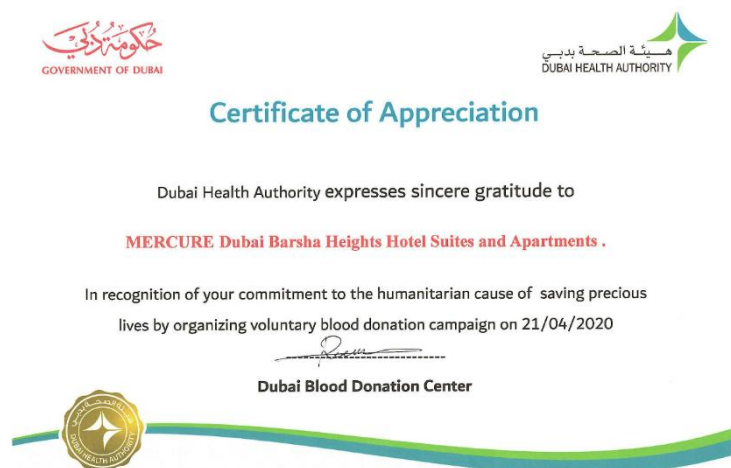 حكومة دبي
GOVERNMENT OF DUBAI
هيئة الصحة بدبي
DUBAI HEALTH AUTHORITY
Certificate of Appreciation
Dubai Health Authority expresses sincere gratitude to
MERCURE Dubai Barsha Heights Hotel Suites and Apartments .
In recognition of your commitment to the humanitarian cause of saving precious
lives by organizing voluntary blood donation campaign on 21/04/2020
Dubai Blood Donation Center
هيئة الصحة بدبي
DUBAI HEALTH AUTHORITY